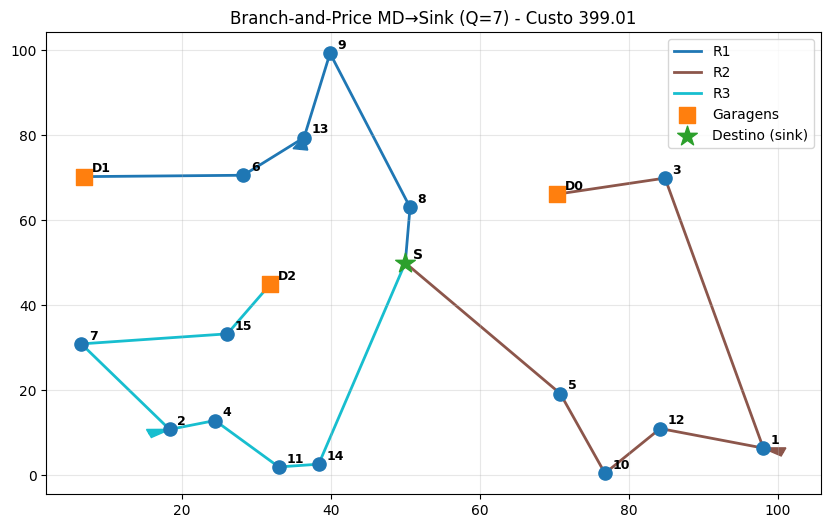 Branch-and-Price MD→Sink (Q=7) - Custo 399.01
R1
R2
R3
Garagens
Destino (sink)
100
80
60
40
20
0
20
40
60
80
100
9
13
6
D1
8
S
D0
3
D2
15
7
2
4
11
14
5
12
10
1